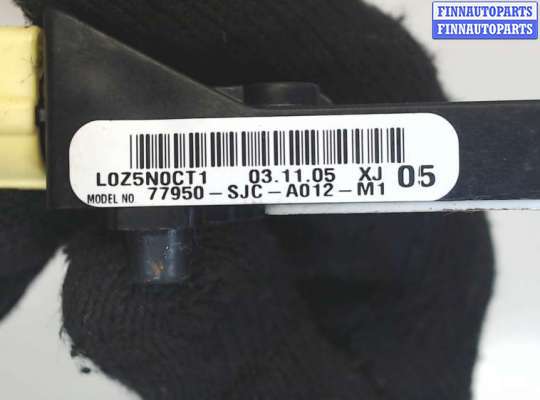 FINNAUTOPARTS
FINNAUTOPARTS
L0Z5N0CT1 03.11.05 XJ 05
MODEL NO 77950-SJC-A012-M1